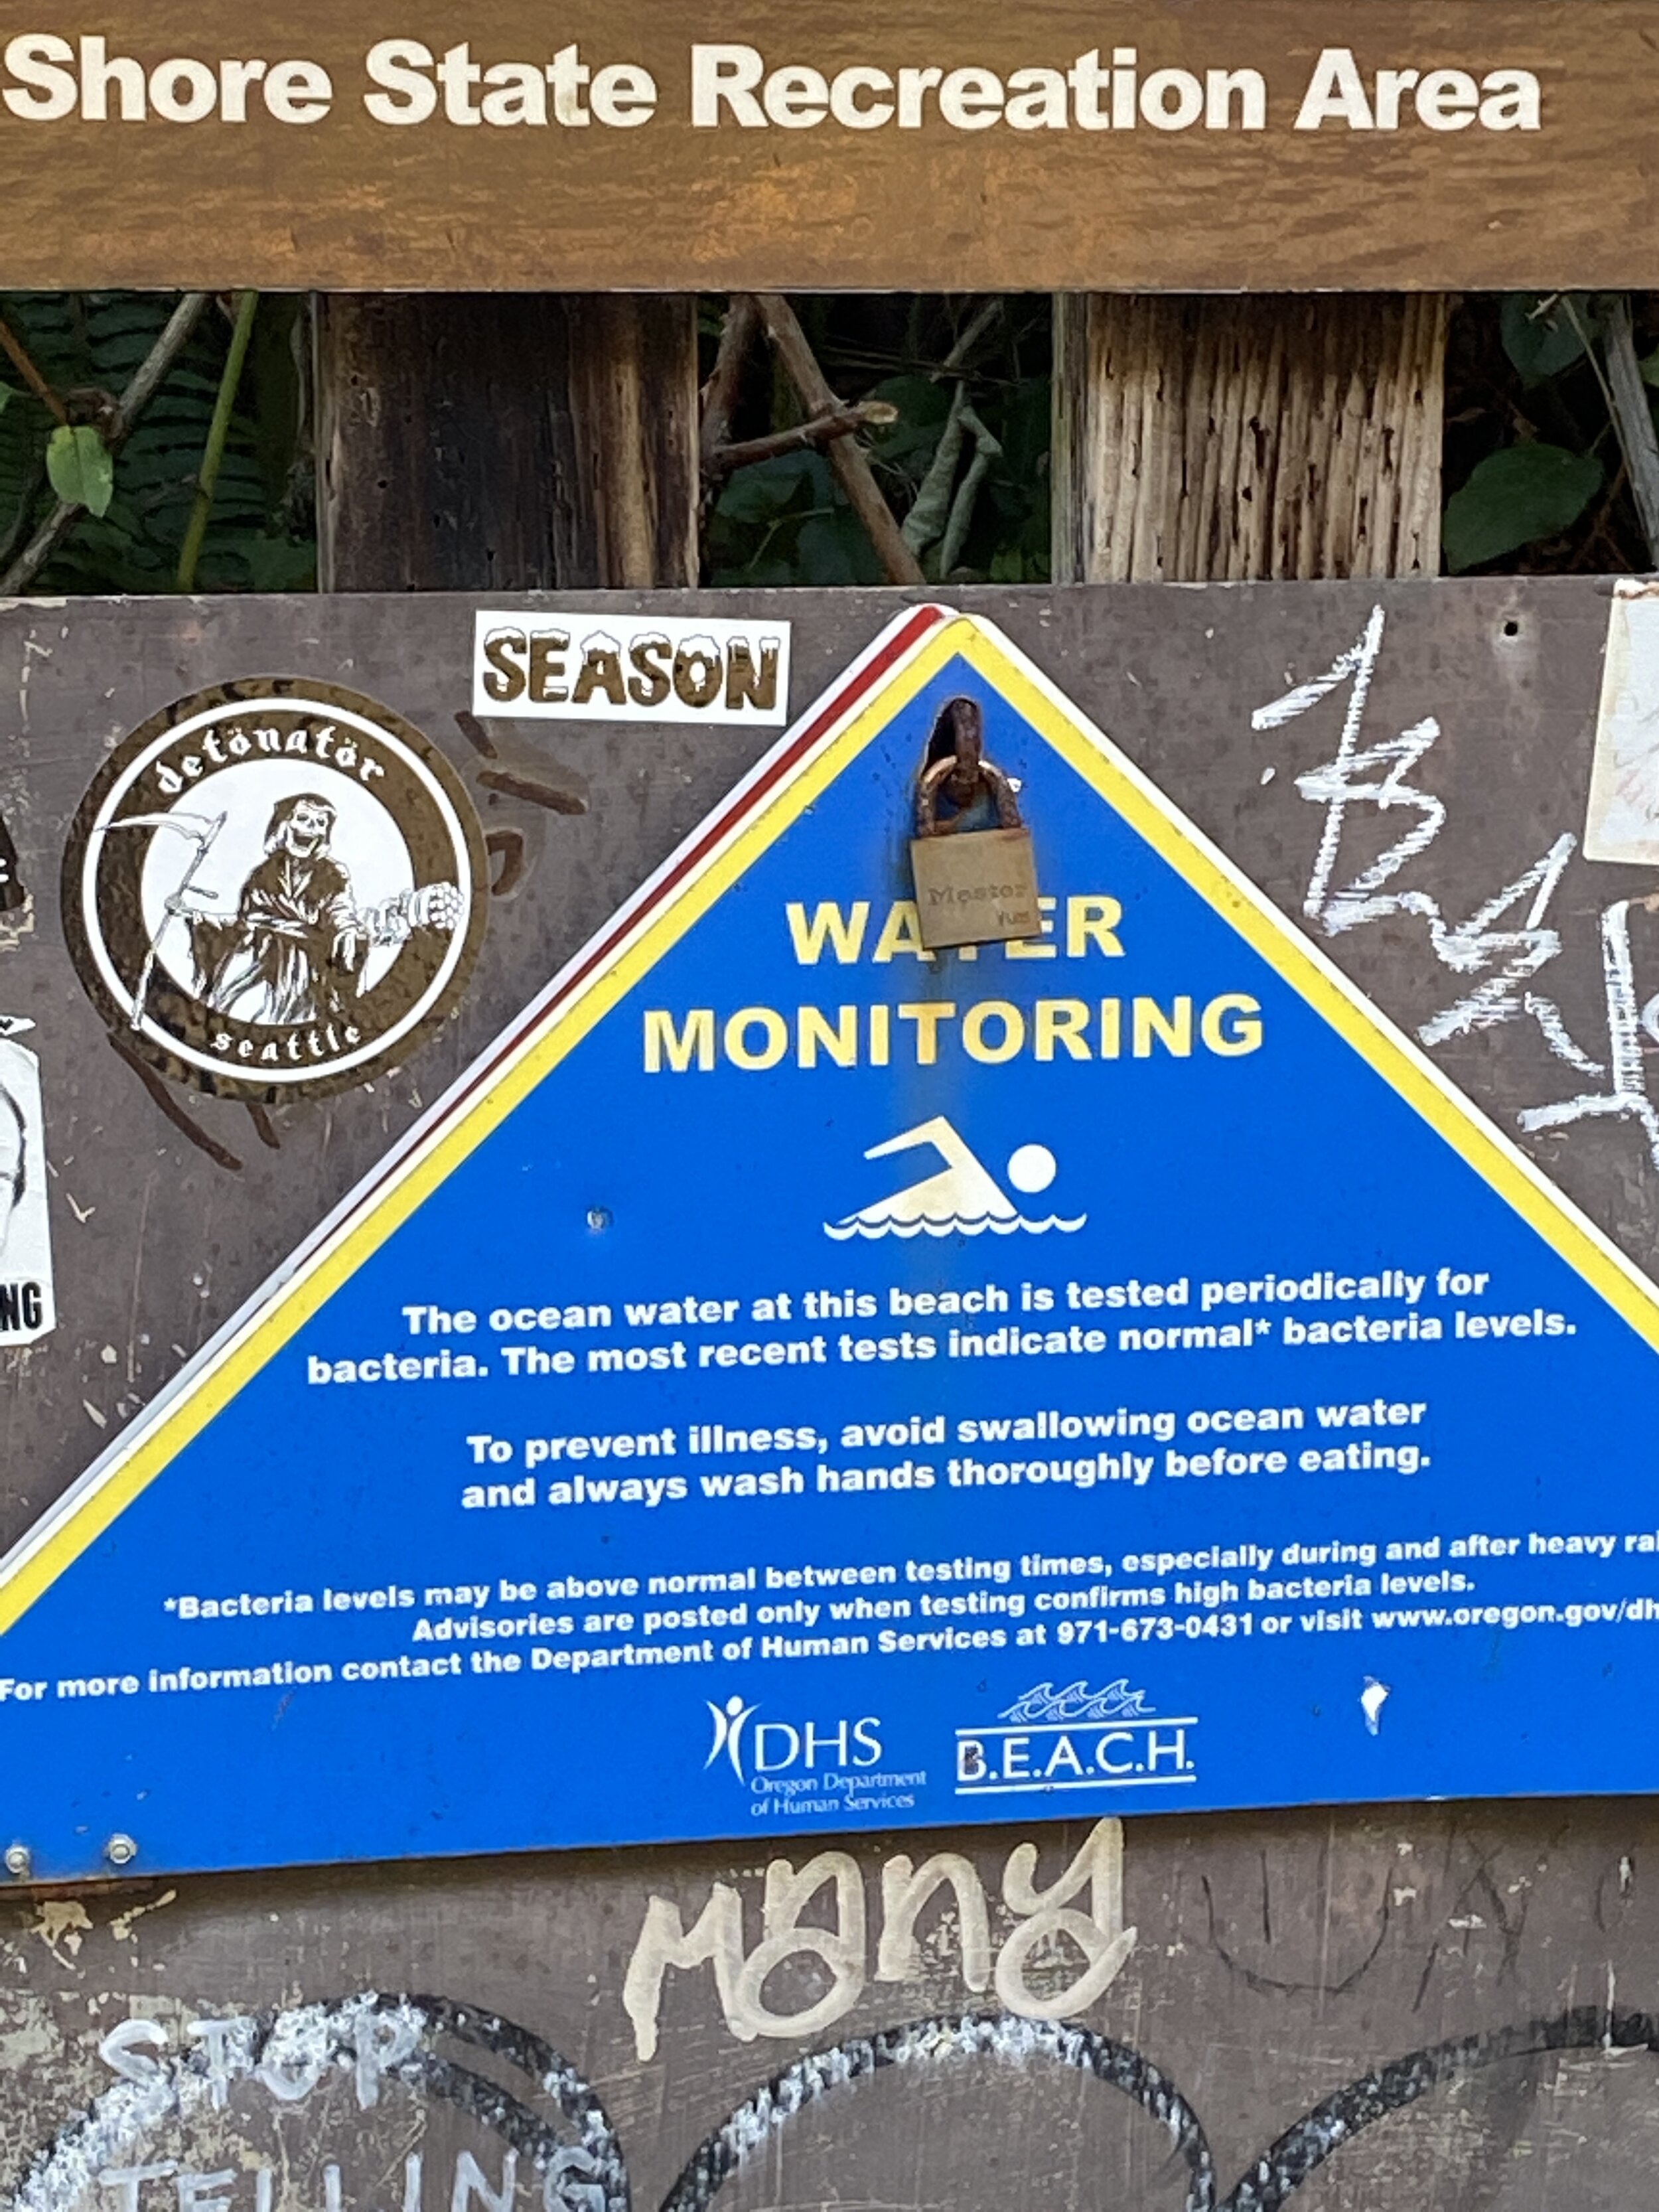 Shore State Recreation Area
SEASON
detönatör
seattle
Master
WATER
MONITORING
NG
The ocean water at this beach is tested periodically for
bacteria. The most recent tests indicate normal* bacteria levels.
To prevent illness, avoid swallowing ocean water
and always wash hands thoroughly before eating.
*Bacteria levels may be above normal between testing times, especially during and after heavy rai
Advisories are posted only when testing confirms high bacteria levels.
For more information contact the Department of Human Services at 971-673-0431 or visit www.oregon.gov/dh
DHS
Oregon Department
of Human Services
B.E.A.C.H.
Many
STOP
TELLING